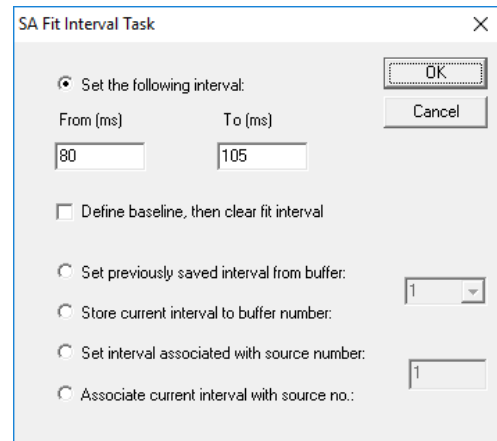 SA Fit Interval Task
Set the following interval:
OK
From (ms) To (ms)
Cancel
80 105
Define baseline, then clear fit interval
Set previously saved interval from buffer:
1
Store current interval to buffer number:
Set interval associated with source number:
1
Associate current interval with source no.: